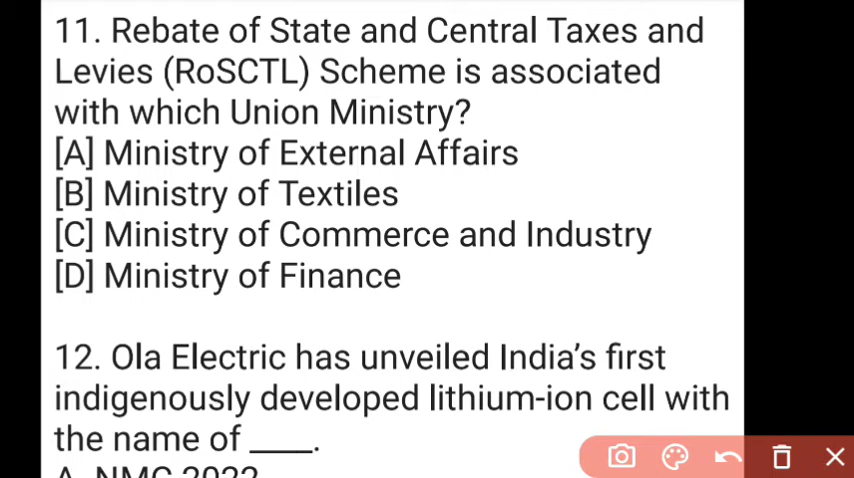 11. Rebate of State and Central Taxes and
Levies (RoSCTL) Scheme is associated
with which Union Ministry?
[A] Ministry of External Affairs
[B] Ministry of Textiles
[C] Ministry of Commerce and Industry
[D] Ministry of Finance
12. Ola Electric has unveiled India's first
indigenously developed lithium-ion cell with
the name of ____.
A. NMC 2022